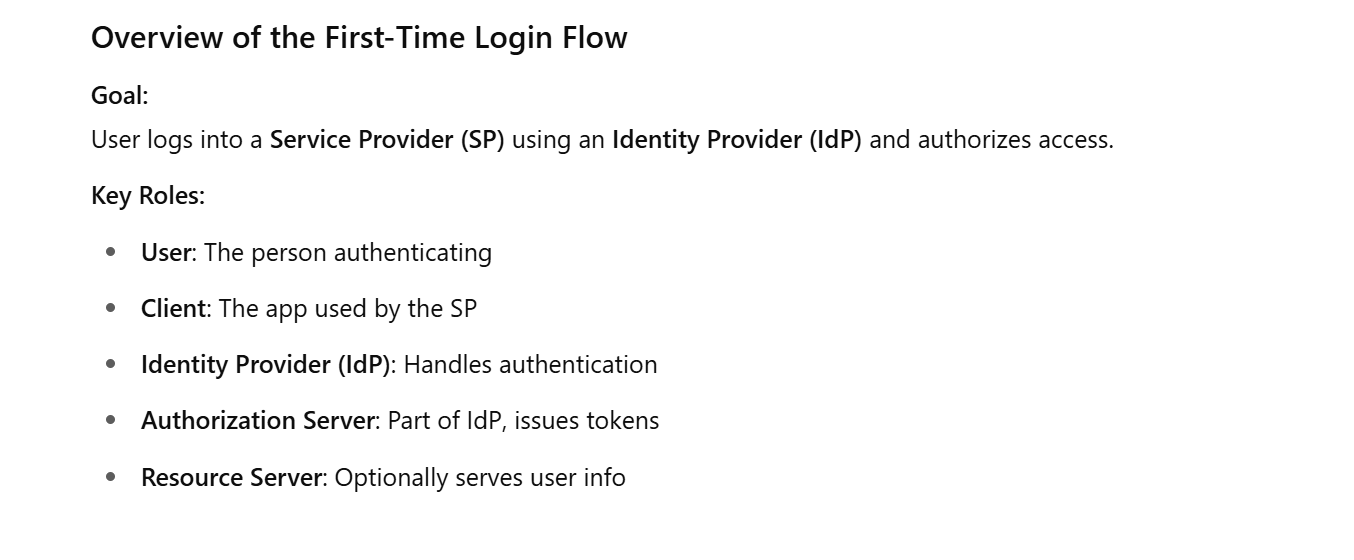 Overview of the First-Time Login Flow
Goal:
User logs into a Service Provider (SP) using an Identity Provider (IdP) and authorizes access.
Key Roles:
• User: The person authenticating
• Client: The app used by the SP
• Identity Provider (IdP): Handles authentication
• Authorization Server: Part of IdP, issues tokens
• Resource Server: Optionally serves user info